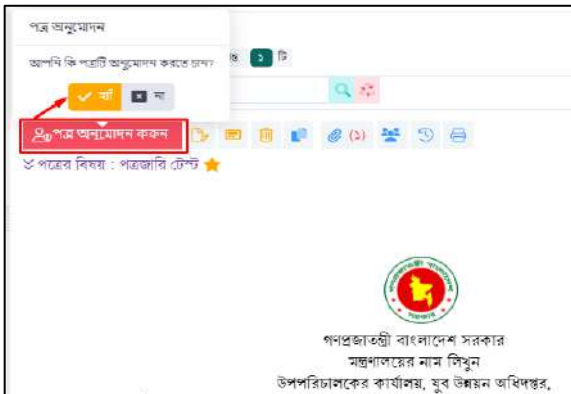 পত্র অনুমোদন
আপনি কি পত্রটি অনুমোদন করতে চান?
হ্যাঁ না
১ টি
পত্র অনুমোদন করুন (১)
পত্রের বিষয় : পত্রজারি টেস্ট
গণপ্রজাতন্ত্রী বাংলাদেশ সরকার
মন্ত্রণালয়ের নাম লিখুন
উপপরিচালকের কার্যালয়, যুব উন্নয়ন অধিদপ্তর,